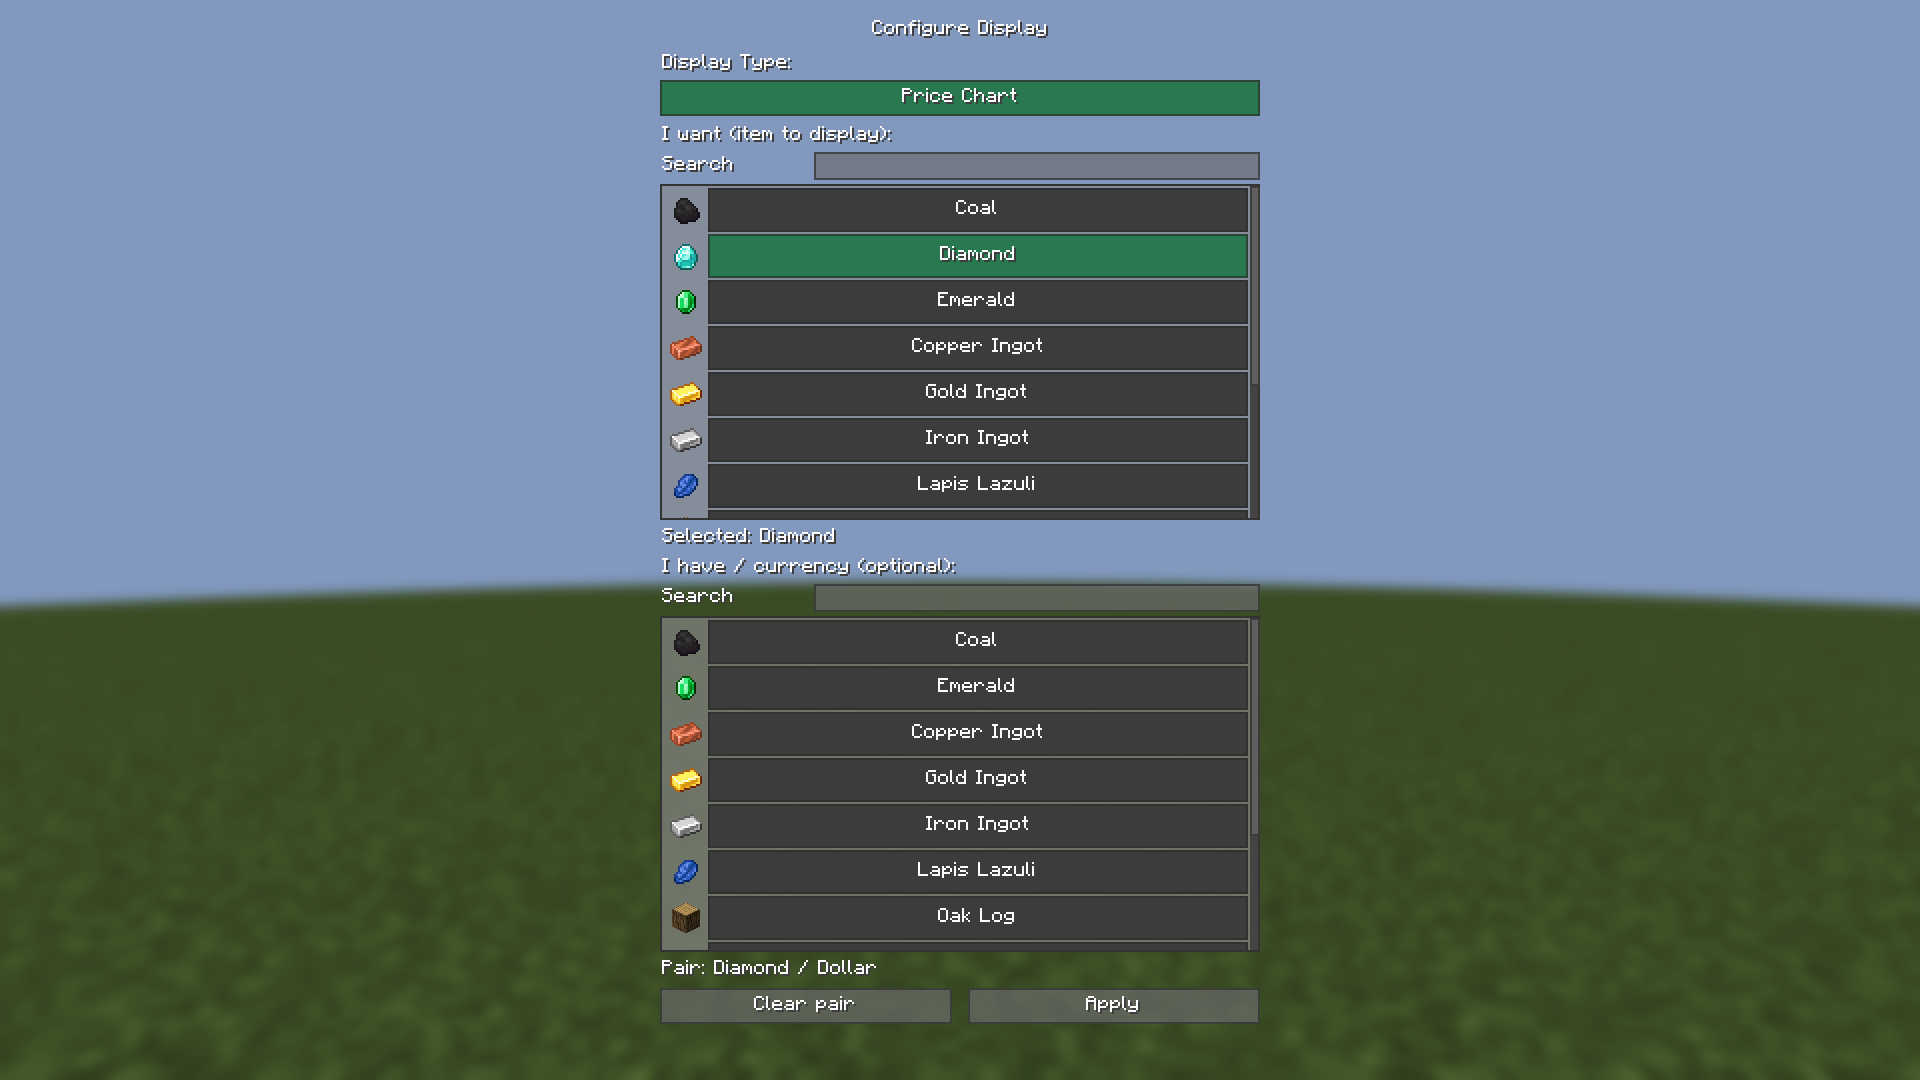 Configure Display
Display Type:
Price Chart
I want (item to display):
Search
Coal
Diamond
Emerald
Copper Ingot
Gold Ingot
Iron Ingot
Lapis Lazuli
Selected: Diamond
I have / currency (optional):
Search
Coal
Emerald
Copper Ingot
Gold Ingot
Iron Ingot
Lapis Lazuli
Oak Log
Pair: Diamond / Dollar
Clear pair
Apply